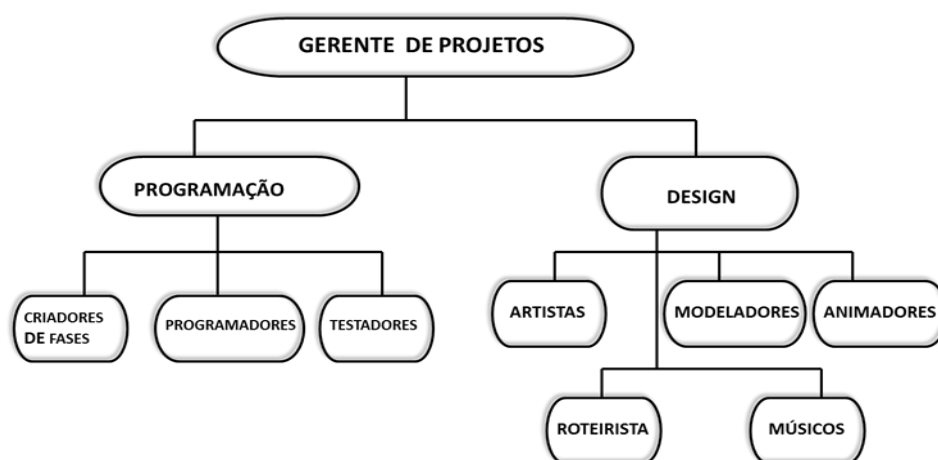 GERENTE DE PROJETOS
PROGRAMAÇÃO
DESIGN
CRIADORES
DE FASES
PROGRAMADORES
TESTADORES
ARTISTAS
MODELADORES
ANIMADORES
ROTEIRISTA
MÚSICOS